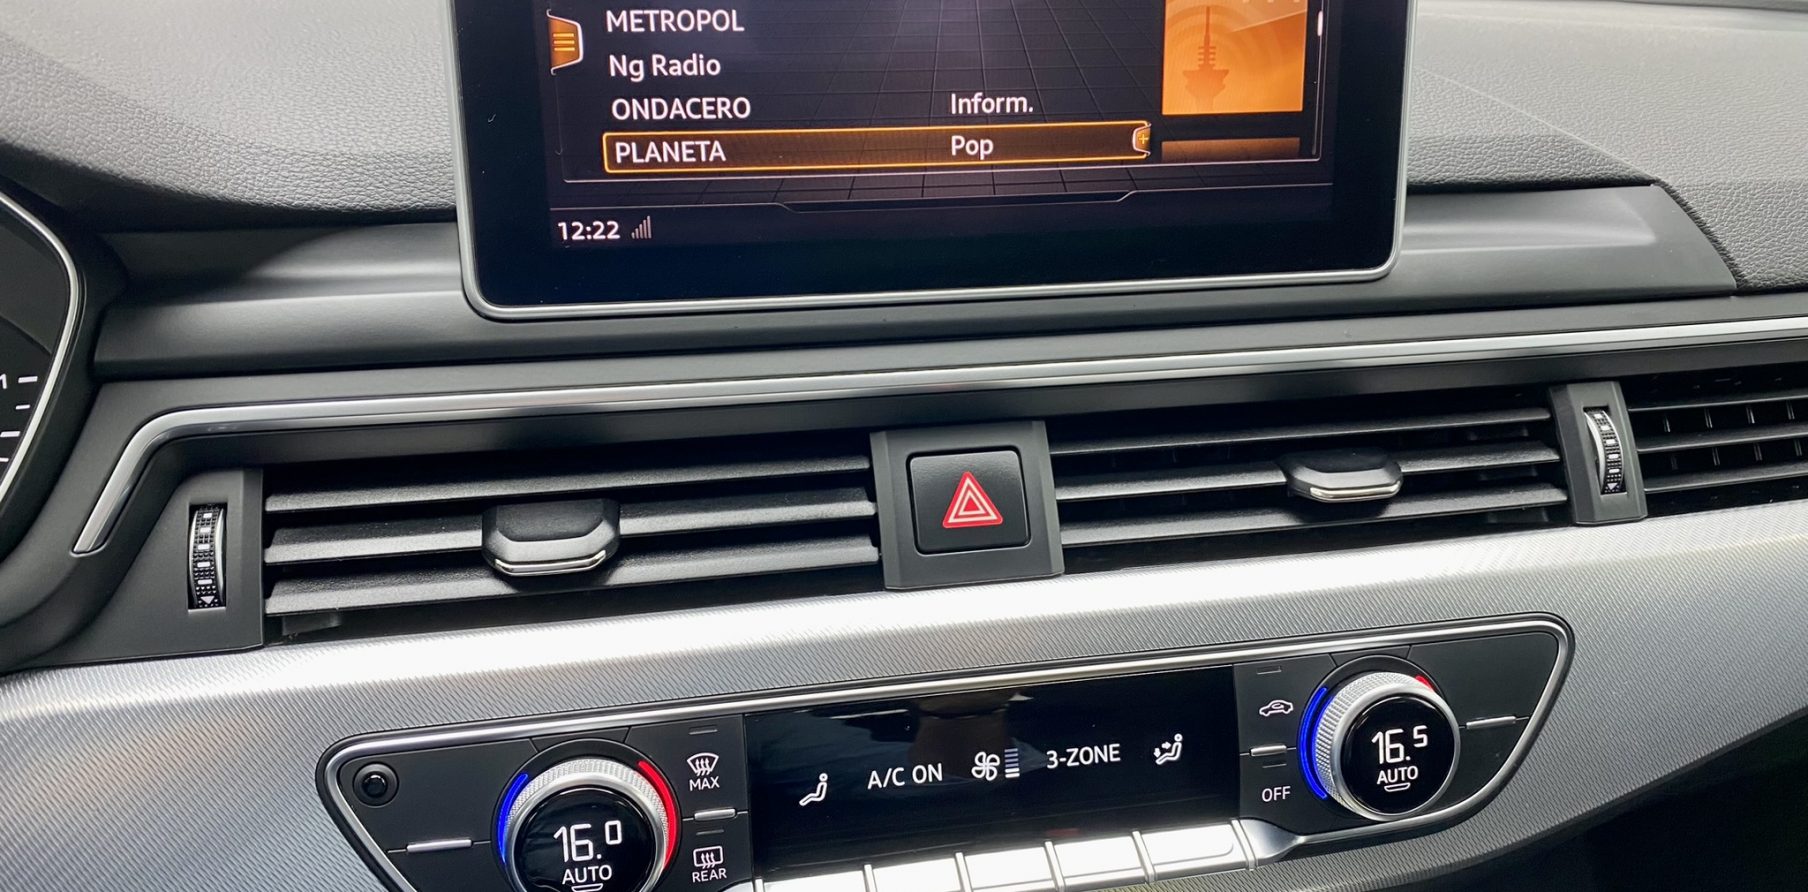 METROPOL
Ng Radio
ONDACERO Inform.
PLANETA Pop
12:22
1
MAX
A/C ON
3-ZONE
16.5
AUTO
OFF
16.0
AUTO
REAR